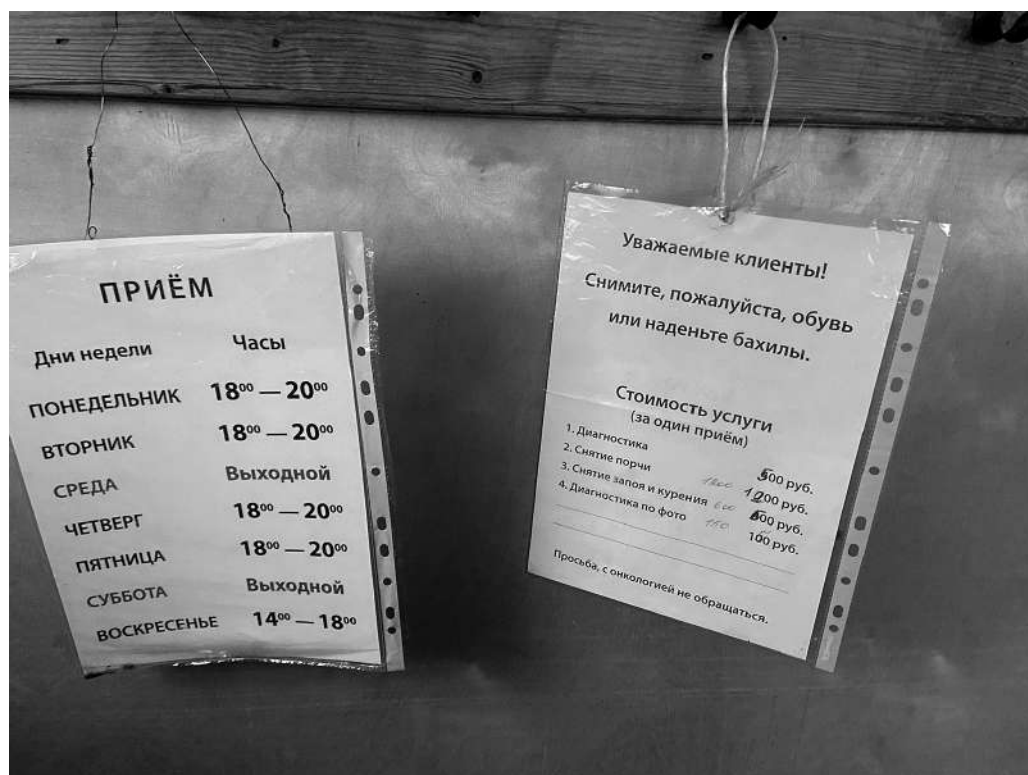 ПРИЁМ
Дни недели Часы
ПОНЕДЕЛЬНИК 18⁰⁰ — 20⁰⁰
ВТОРНИК 18⁰⁰ — 20⁰⁰
СРЕДА Выходной
ЧЕТВЕРГ 18⁰⁰ — 20⁰⁰
ПЯТНИЦА 18⁰⁰ — 20⁰⁰
СУББОТА Выходной
ВОСКРЕСЕНЬЕ 14⁰⁰ — 18⁰⁰
Уважаемые клиенты!
Снимите, пожалуйста, обувь
или наденьте бахилы.
Стоимость услуги
(за один приём)
1. Диагностика 500 руб.
2. Снятие порчи 1200 руб.
3. Снятие запоя и курения 600 руб.
4. Диагностика по фото 150 100 руб.
Просьба, с онкологией не обращаться.